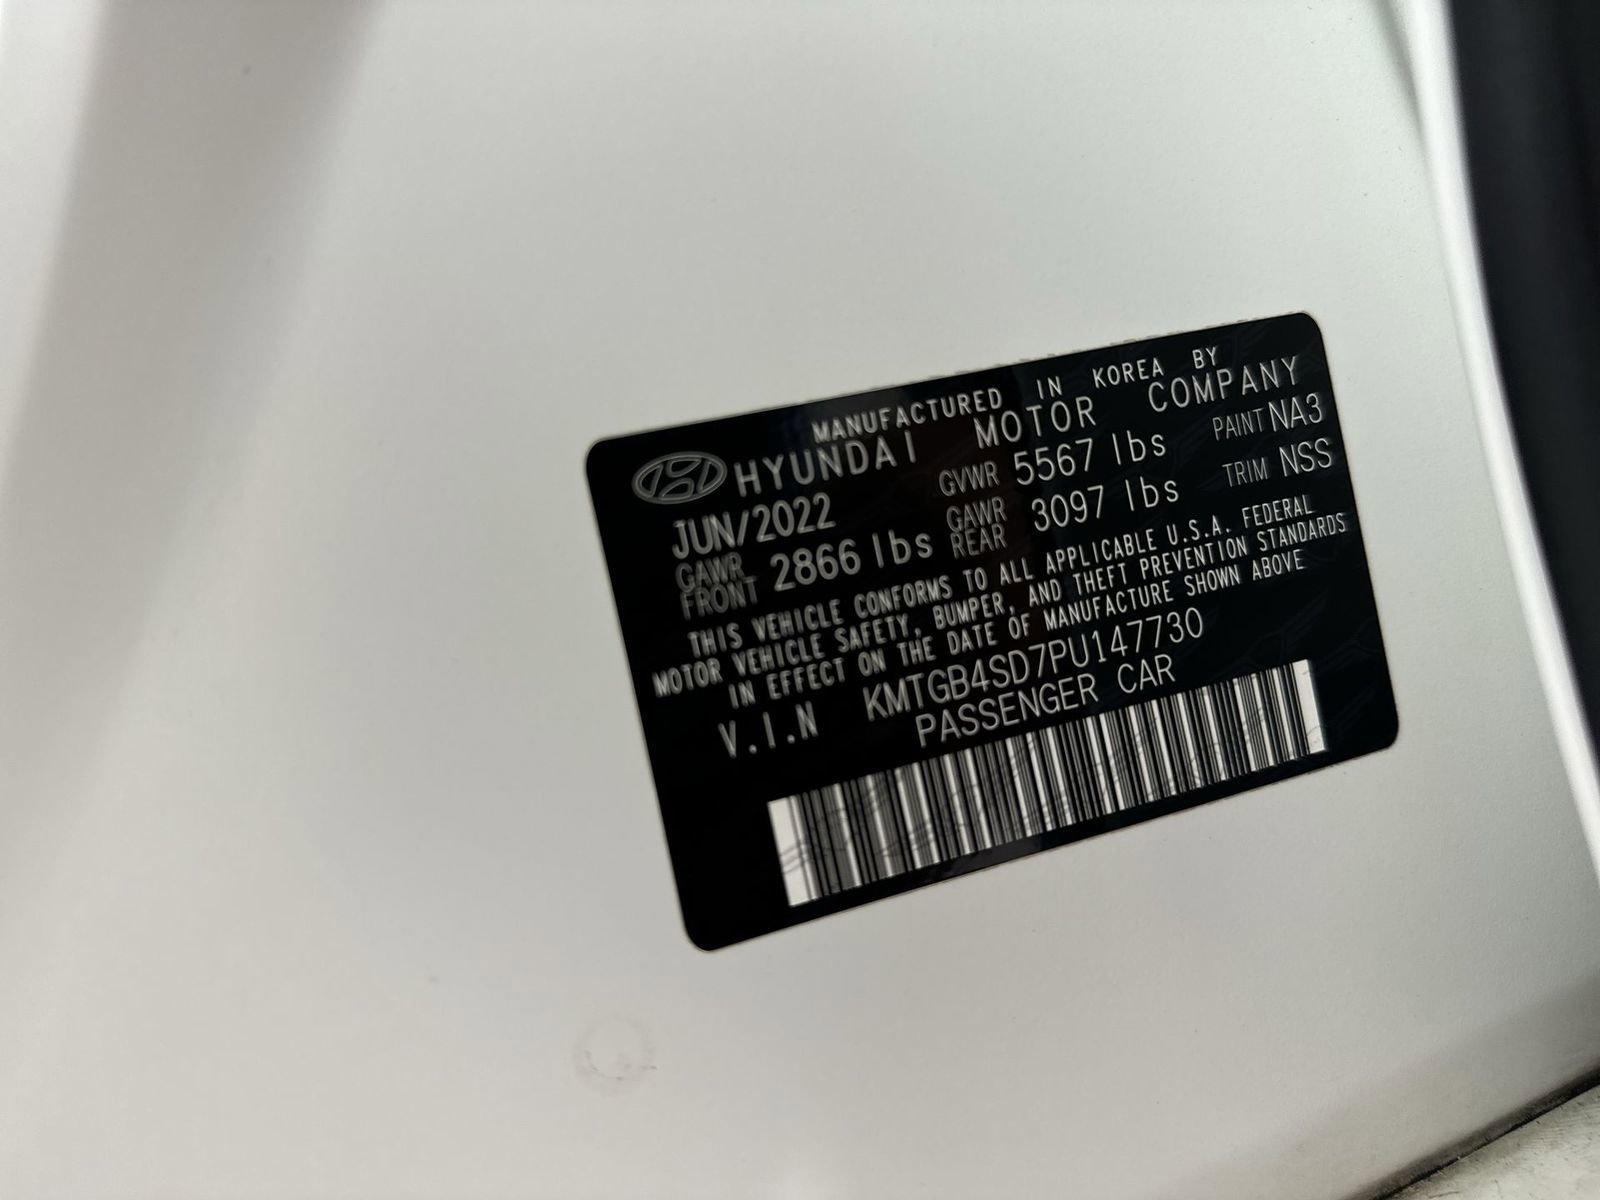 MANUFACTURED IN KOREA BY
HYUNDAI MOTOR COMPANY
JUN/2022 GVWR 5567 lbs PAINT NA3
GAWR FRONT 2866 lbs GAWR REAR 3097 lbs TRIM NSS
THIS VEHICLE CONFORMS TO ALL APPLICABLE U.S.A. FEDERAL
MOTOR VEHICLE SAFETY, BUMPER, AND THEFT PREVENTION STANDARDS
IN EFFECT ON THE DATE OF MANUFACTURE SHOWN ABOVE
V.I.N KMTGB4SD7PU147730
PASSENGER CAR